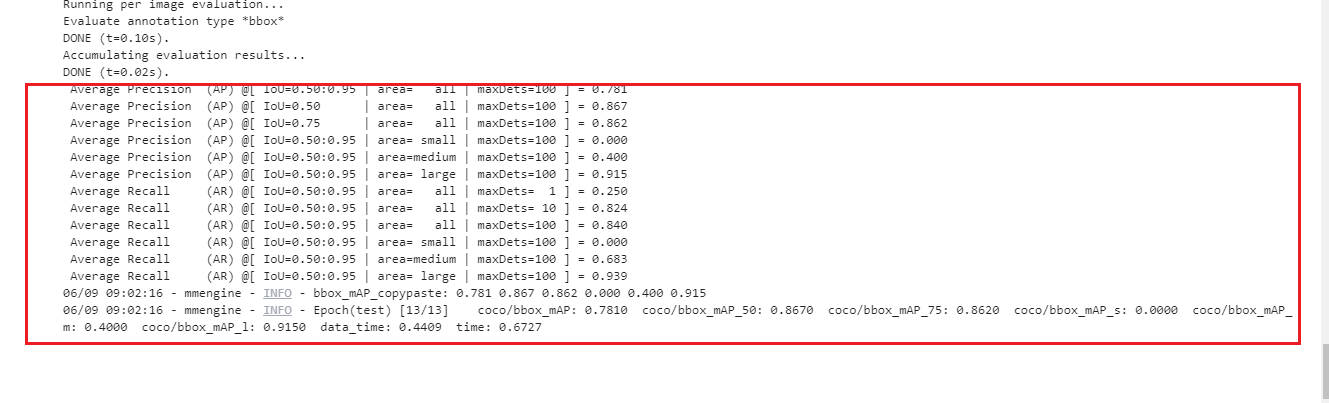 Running per image evaluation...
Evaluate annotation type *bbox*
DONE (t=0.10s).
Accumulating evaluation results...
DONE (t=0.02s).
Average Precision  (AP) @[ IoU=0.50:0.95 | area=   all | maxDets=100 ] = 0.781
Average Precision  (AP) @[ IoU=0.50      | area=   all | maxDets=100 ] = 0.867
Average Precision  (AP) @[ IoU=0.75      | area=   all | maxDets=100 ] = 0.862
Average Precision  (AP) @[ IoU=0.50:0.95 | area= small | maxDets=100 ] = 0.000
Average Precision  (AP) @[ IoU=0.50:0.95 | area=medium | maxDets=100 ] = 0.400
Average Precision  (AP) @[ IoU=0.50:0.95 | area= large | maxDets=100 ] = 0.915
Average Recall     (AR) @[ IoU=0.50:0.95 | area=   all | maxDets=  1 ] = 0.250
Average Recall     (AR) @[ IoU=0.50:0.95 | area=   all | maxDets= 10 ] = 0.824
Average Recall     (AR) @[ IoU=0.50:0.95 | area=   all | maxDets=100 ] = 0.840
Average Recall     (AR) @[ IoU=0.50:0.95 | area= small | maxDets=100 ] = 0.000
Average Recall     (AR) @[ IoU=0.50:0.95 | area=medium | maxDets=100 ] = 0.683
Average Recall     (AR) @[ IoU=0.50:0.95 | area= large | maxDets=100 ] = 0.939
06/09 09:02:16 - mmengine - INFO - bbox_mAP_copypaste: 0.781 0.867 0.862 0.000 0.400 0.915
06/09 09:02:16 - mmengine - INFO - Epoch(test) [13/13]    coco/bbox_mAP: 0.7810  coco/bbox_mAP_50: 0.8670  coco/bbox_mAP_75: 0.8620  coco/bbox_mAP_s: 0.0000  coco/bbox_mAP_
m: 0.4000  coco/bbox_mAP_l: 0.9150  data_time: 0.4409  time: 0.6727